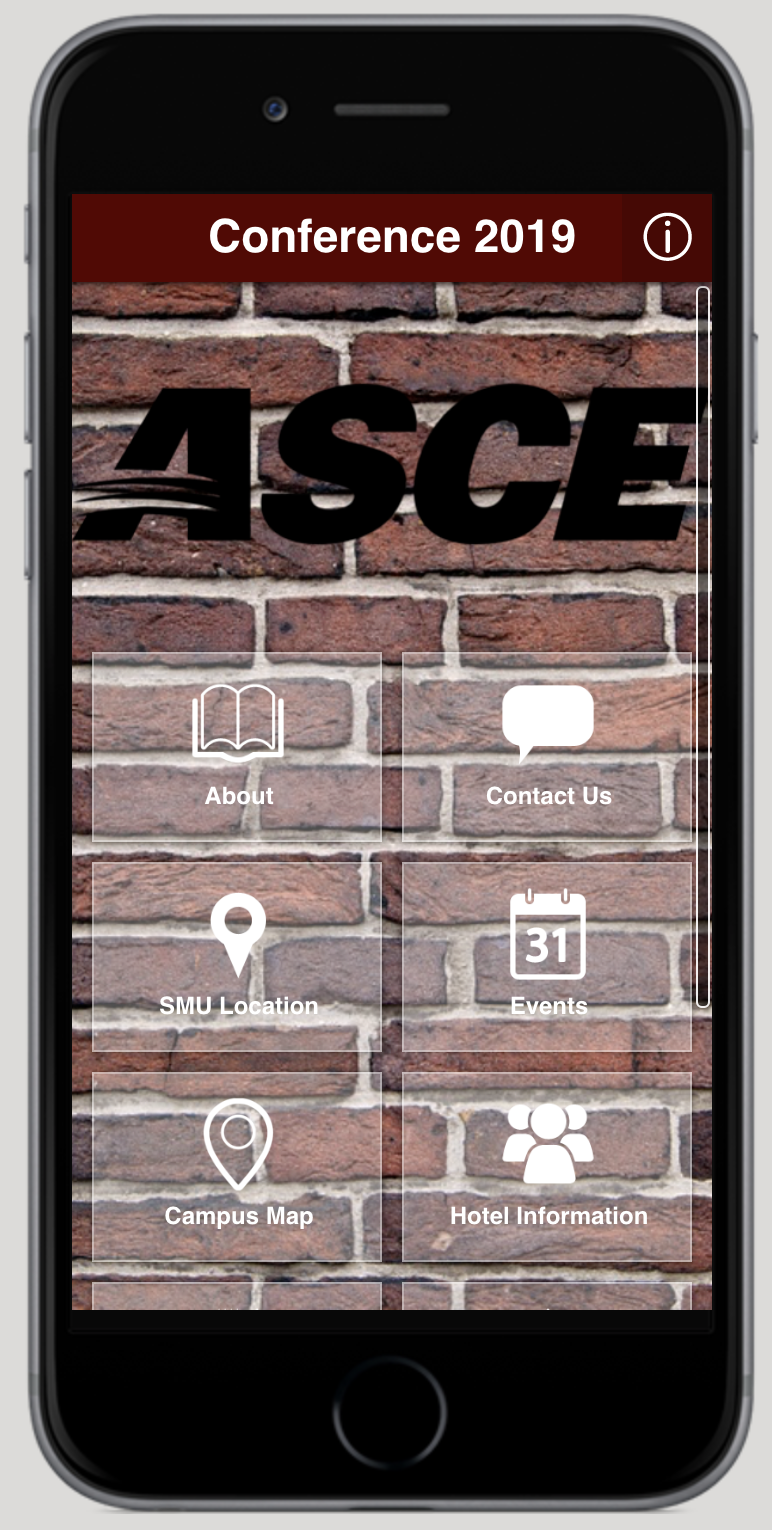 Conference 2019
ASCE
About
Contact Us
31
SMU Location
Events
Campus Map
Hotel Information